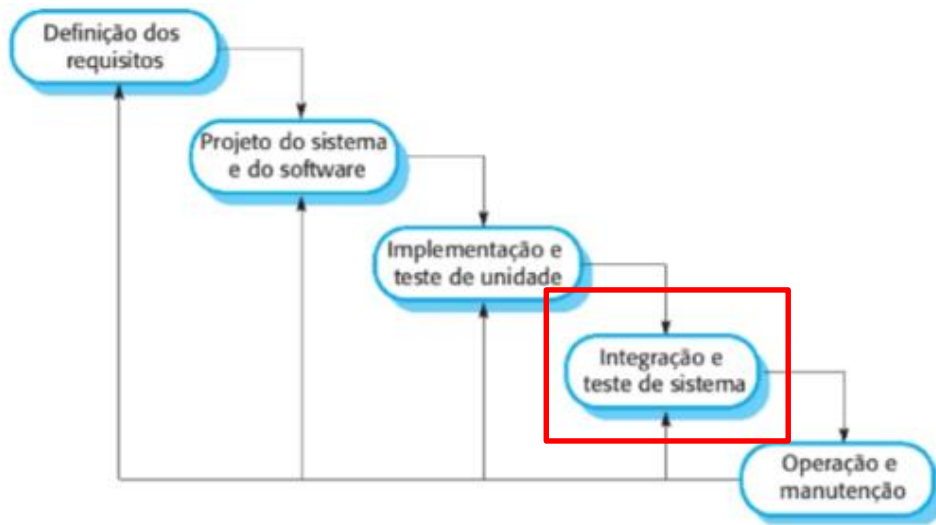 Definição dos
requisitos
Projeto do sistema
e do software
Implementação e
teste de unidade
Integração e
teste de sistema
Operação e
manutenção